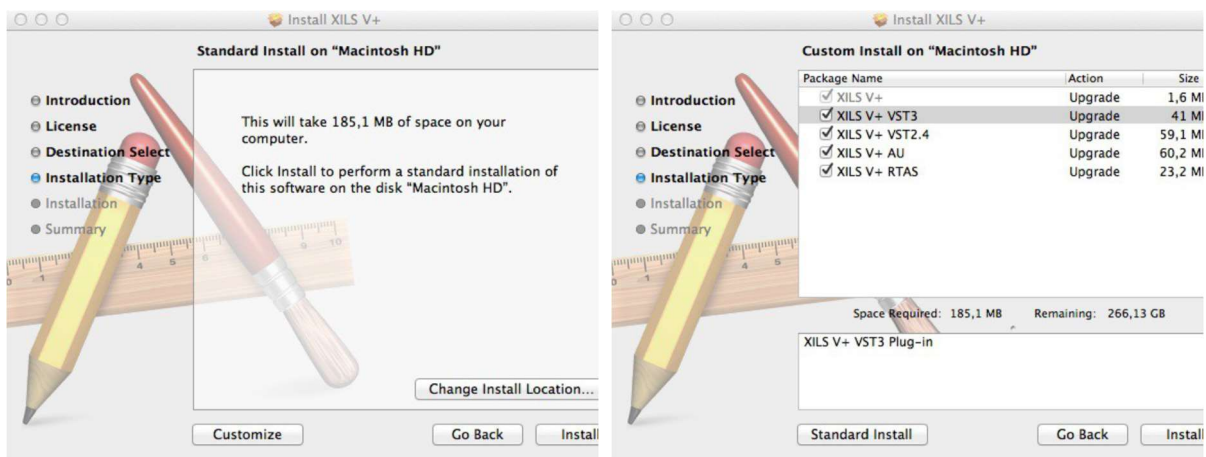 Install XILS V+
Standard Install on "Macintosh HD"
Introduction
License
Destination Select
Installation Type
Installation
Summary
This will take 185,1 MB of space on your
computer.
Click Install to perform a standard installation of
this software on the disk "Macintosh HD".
Change Install Location...
Customize
Go Back
Install
Install XILS V+
Custom Install on "Macintosh HD"
Introduction
License
Destination Select
Installation Type
Installation
Summary
Package Name Action Size
XILS V+ Upgrade 1,6 M
XILS V+ VST3 Upgrade 41 M
XILS V+ VST2.4 Upgrade 59,1 M
XILS V+ AU Upgrade 60,2 M
XILS V+ RTAS Upgrade 23,2 M
Space Required: 185,1 MB Remaining: 266,13 GB
XILS V+ VST3 Plug-in
Standard Install
Go Back
Install